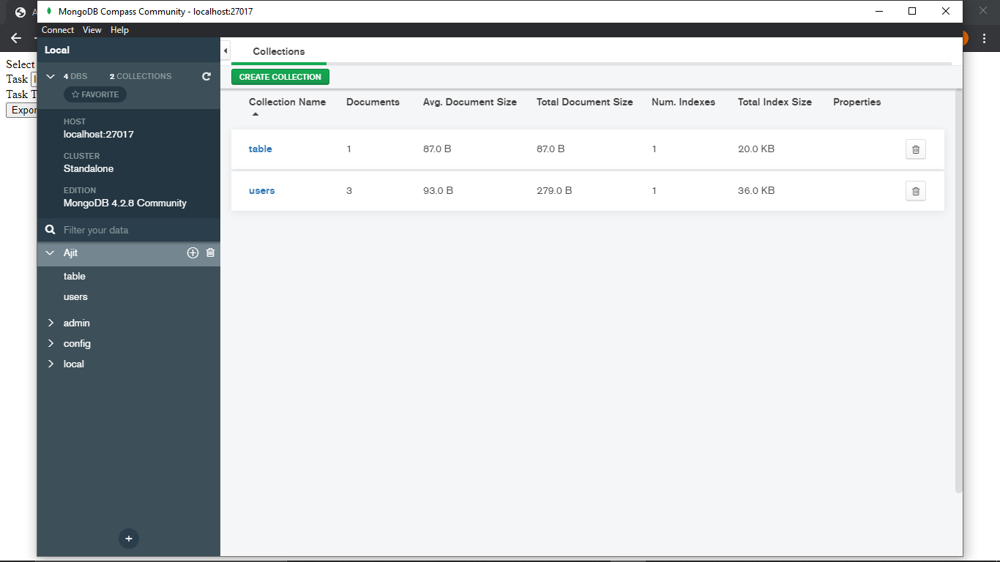 A
MongoDB Compass Community - localhost:27017
Connect View Help
Select
Task
Task T
Expor
Local
4 DBS 2 COLLECTIONS
FAVORITE
HOST
localhost:27017
CLUSTER
Standalone
EDITION
MongoDB 4.2.8 Community
Filter your data
Ajit
table
users
admin
config
local
+
Collections
CREATE COLLECTION
Collection Name Documents Avg. Document Size Total Document Size Num. Indexes Total Index Size Properties
table 1 87.0 B 87.0 B 1 20.0 KB
users 3 93.0 B 279.0 B 1 36.0 KB